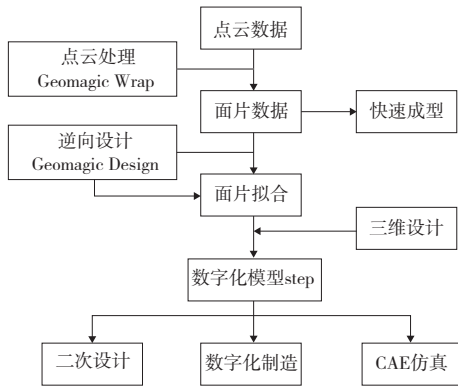 点云数据
点云处理
Geomagic Wrap
面片数据
快速成型
逆向设计
Geomagic Design
面片拟合
三维设计
数字化模型step
二次设计
数字化制造
CAE仿真